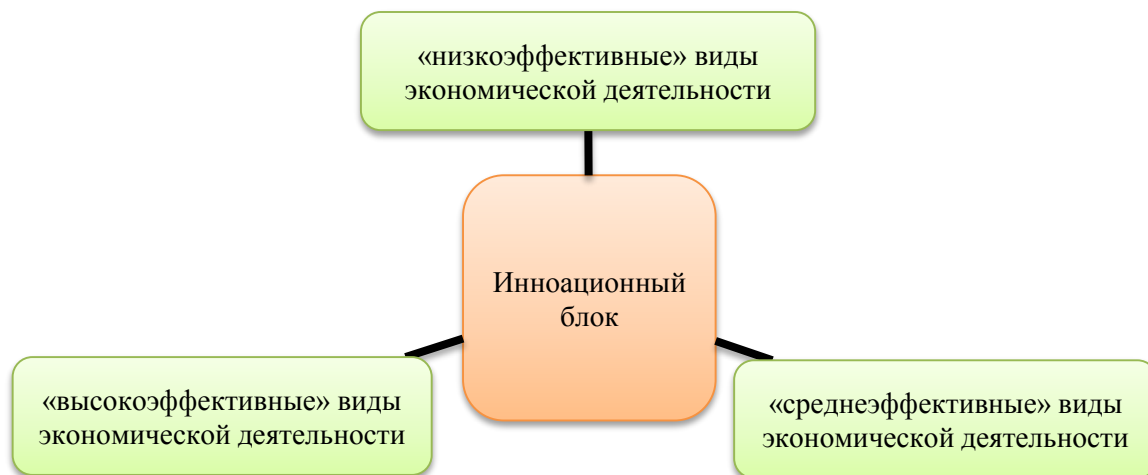 «низкоэффективные» виды
экономической деятельности
Инноационный
блок
«высокоэффективные» виды
экономической деятельности
«среднеэффективные» виды
экономической деятельности